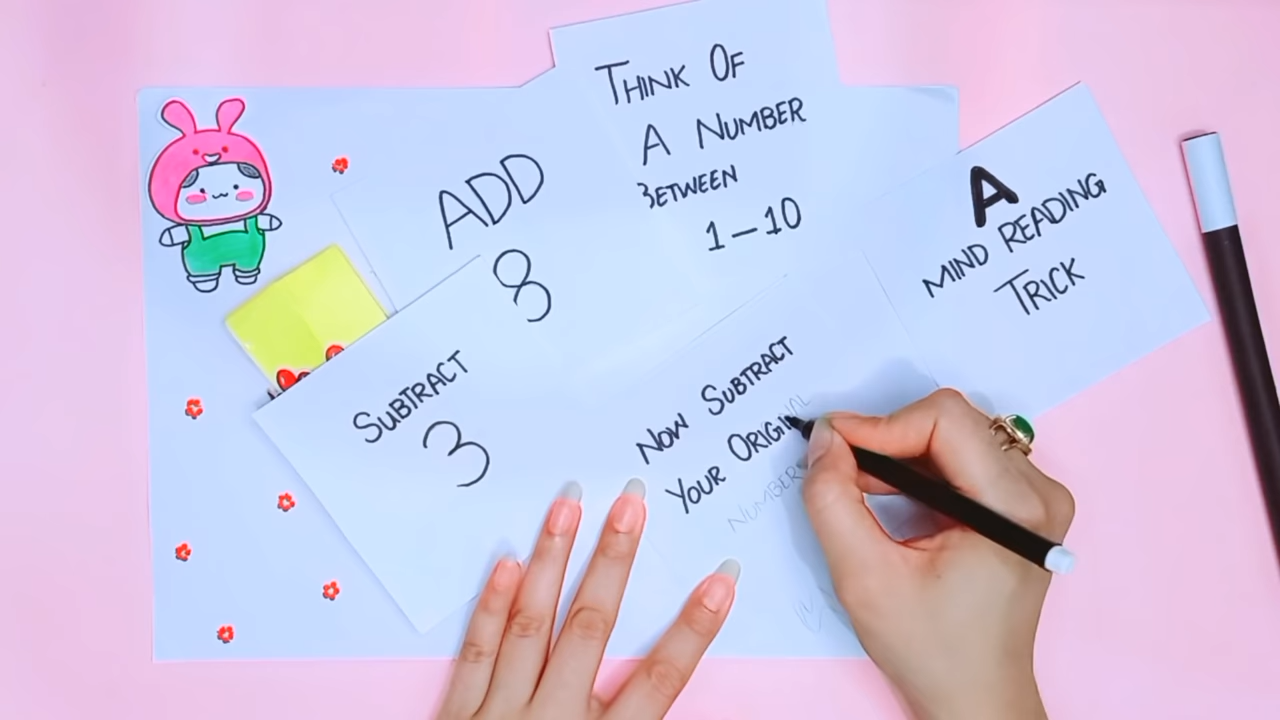 THINK OF
A NUMBER
BETWEEN
1-10
A
MIND READING
TRICK
ADD
8
SUBTRACT
3
NOW SUBTRACT
YOUR ORIGINAL
NUMBER